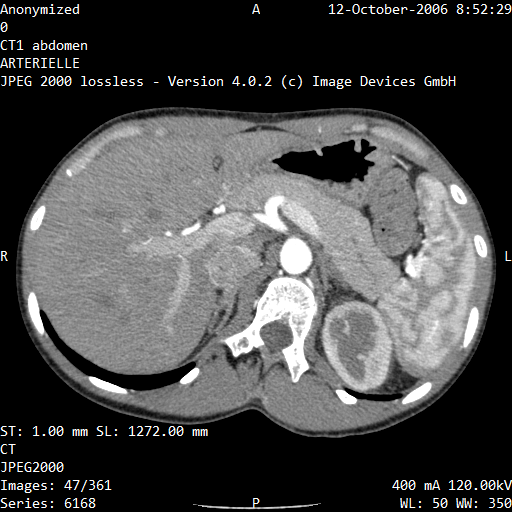 Anonymized A 12-October-2006 8:52:29
0
CT1 abdomen
ARTERIELLE
JPEG 2000 lossless - Version 4.0.2 (c) Image Devices GmbH
R L
ST: 1.00 mm SL: 1272.00 mm
CT
JPEG2000
Images: 47/361 400 mA 120.00kV
Series: 6168 P WL: 50 WW: 350